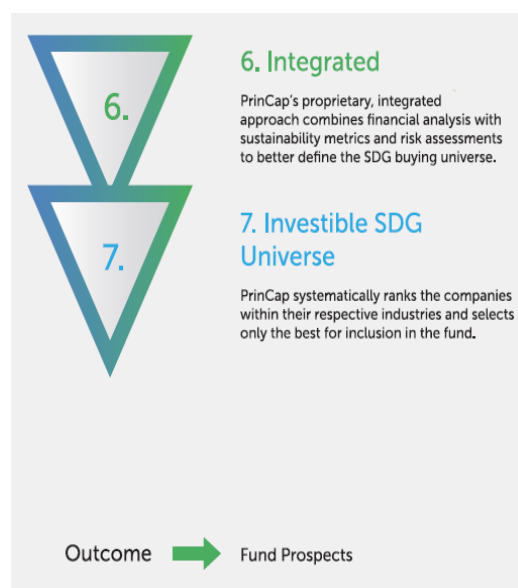 6.
6. Integrated
PrinCap's proprietary, integrated
approach combines financial analysis with
sustainability metrics and risk assessments
to better define the SDG buying universe.
7.
7. Investible SDG
Universe
PrinCap systematically ranks the companies
within their respective industries and selects
only the best for inclusion in the fund.
Outcome Fund Prospects